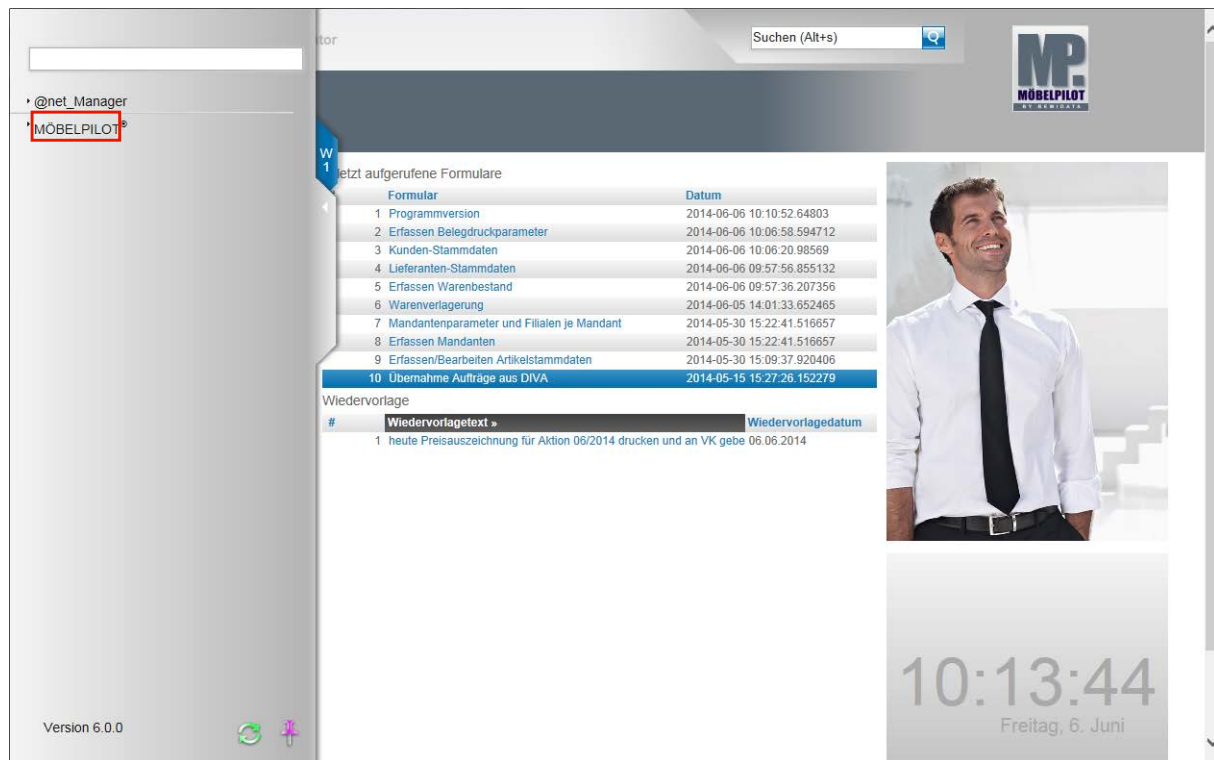 tor
Suchen (Alt+s)
MP.
MÖBELPILOT
BY SEMIDATA
@net_Manager
MÖBELPILOT®
W
1
letzt aufgerufene Formulare
Formular Datum
1 Programmversion 2014-06-06 10:10:52.64803
2 Erfassen Belegdruckparameter 2014-06-06 10:06:58.594712
3 Kunden-Stammdaten 2014-06-06 10:06:20.98569
4 Lieferanten-Stammdaten 2014-06-06 09:57:56.855132
5 Erfassen Warenbestand 2014-06-06 09:57:36.207356
6 Warenverlagerung 2014-06-05 14:01:33.652465
7 Mandantenparameter und Filialen je Mandant 2014-05-30 15:22:41.516657
8 Erfassen Mandanten 2014-05-30 15:22:41.516657
9 Erfassen/Bearbeiten Artikelstammdaten 2014-05-30 15:09:37.920406
10 Übernahme Aufträge aus DIVA 2014-05-15 15:27:26.152279
Wiedervorlage
# Wiedervorlagetext » Wiedervorlagedatum
1 heute Preisauszeichnung für Aktion 06/2014 drucken und an VK gebe 06.06.2014
10:13:44
Freitag, 6. Juni
Version 6.0.0